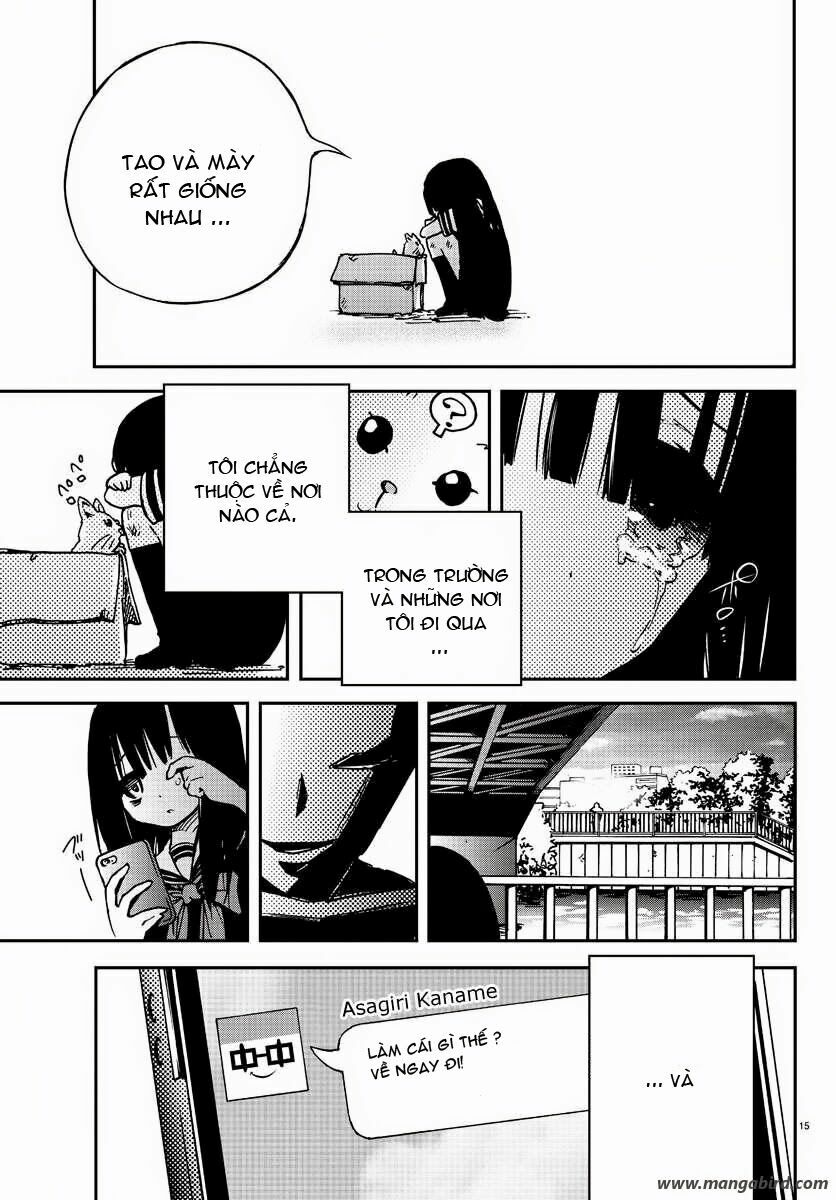 TAO VÀ MÀY
RẤT GIỐNG
NHAU ...
?
TRONG TRƯỜNG
VÀ NHỮNG NƠI
TÔI ĐI QUA
...
TÔI CHẲNG
THUỘC VỀ NƠI
NÀO CẢ.
... VÀ
Asagiri Kaname
LÀM CÁI GÌ THẾ ?
VỀ NGAY ĐI!
15
www.mangabird.com